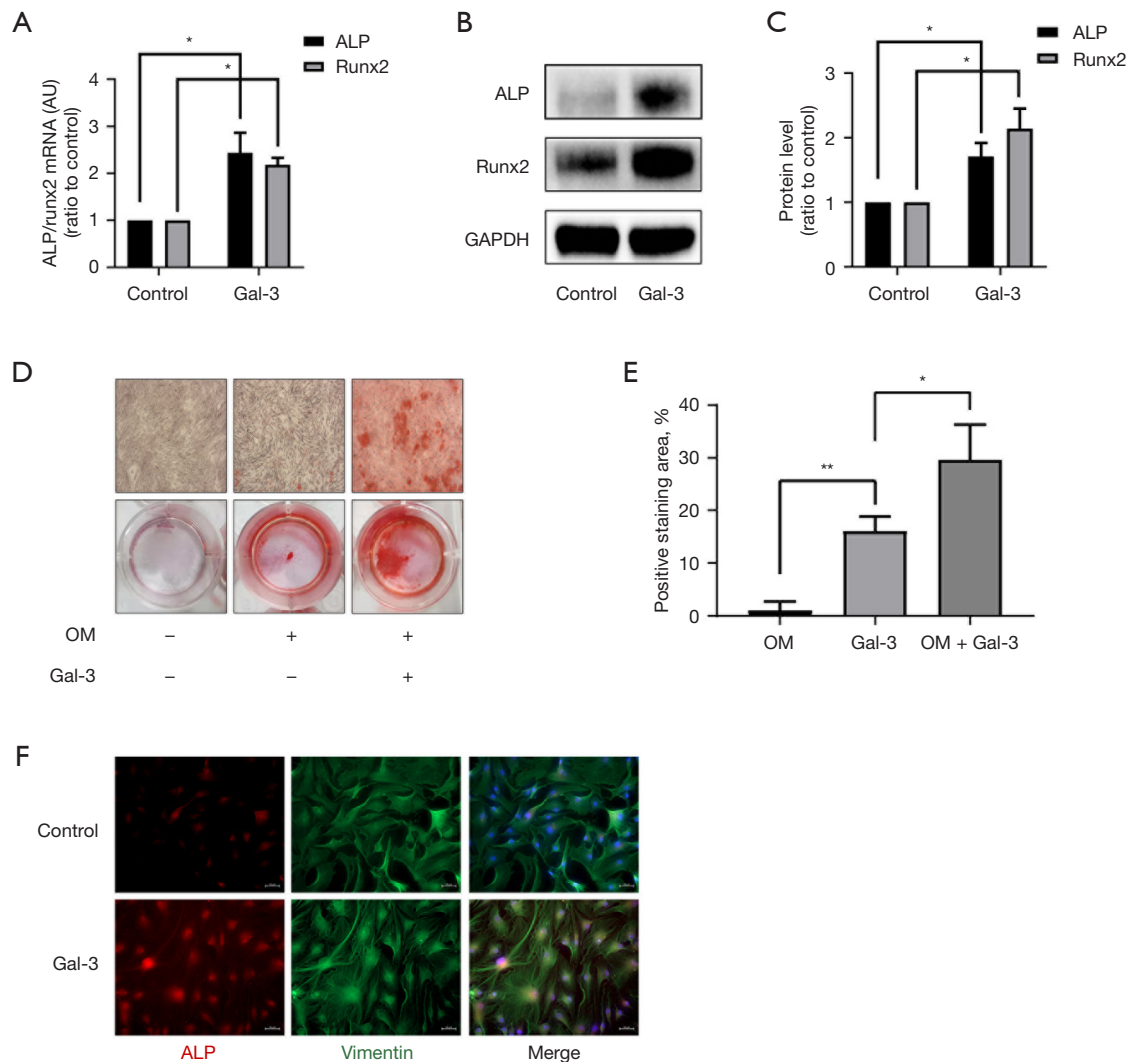 A
ALP
Runx2
ALP/runx2 mRNA (AU)
(ratio to control)
4
3
2
1
0
*
*
Control
Gal-3
B
ALP
Runx2
GAPDH
Control
Gal-3
C
ALP
Runx2
Protein level
(ratio to control)
3
2
1
0
*
*
Control
Gal-3
D
OM
–
+
+
Gal-3
–
–
+
E
Positive staining area, %
40
30
20
10
0
**
*
OM
Gal-3
OM + Gal-3
F
Control
Gal-3
ALP
Vimentin
Merge